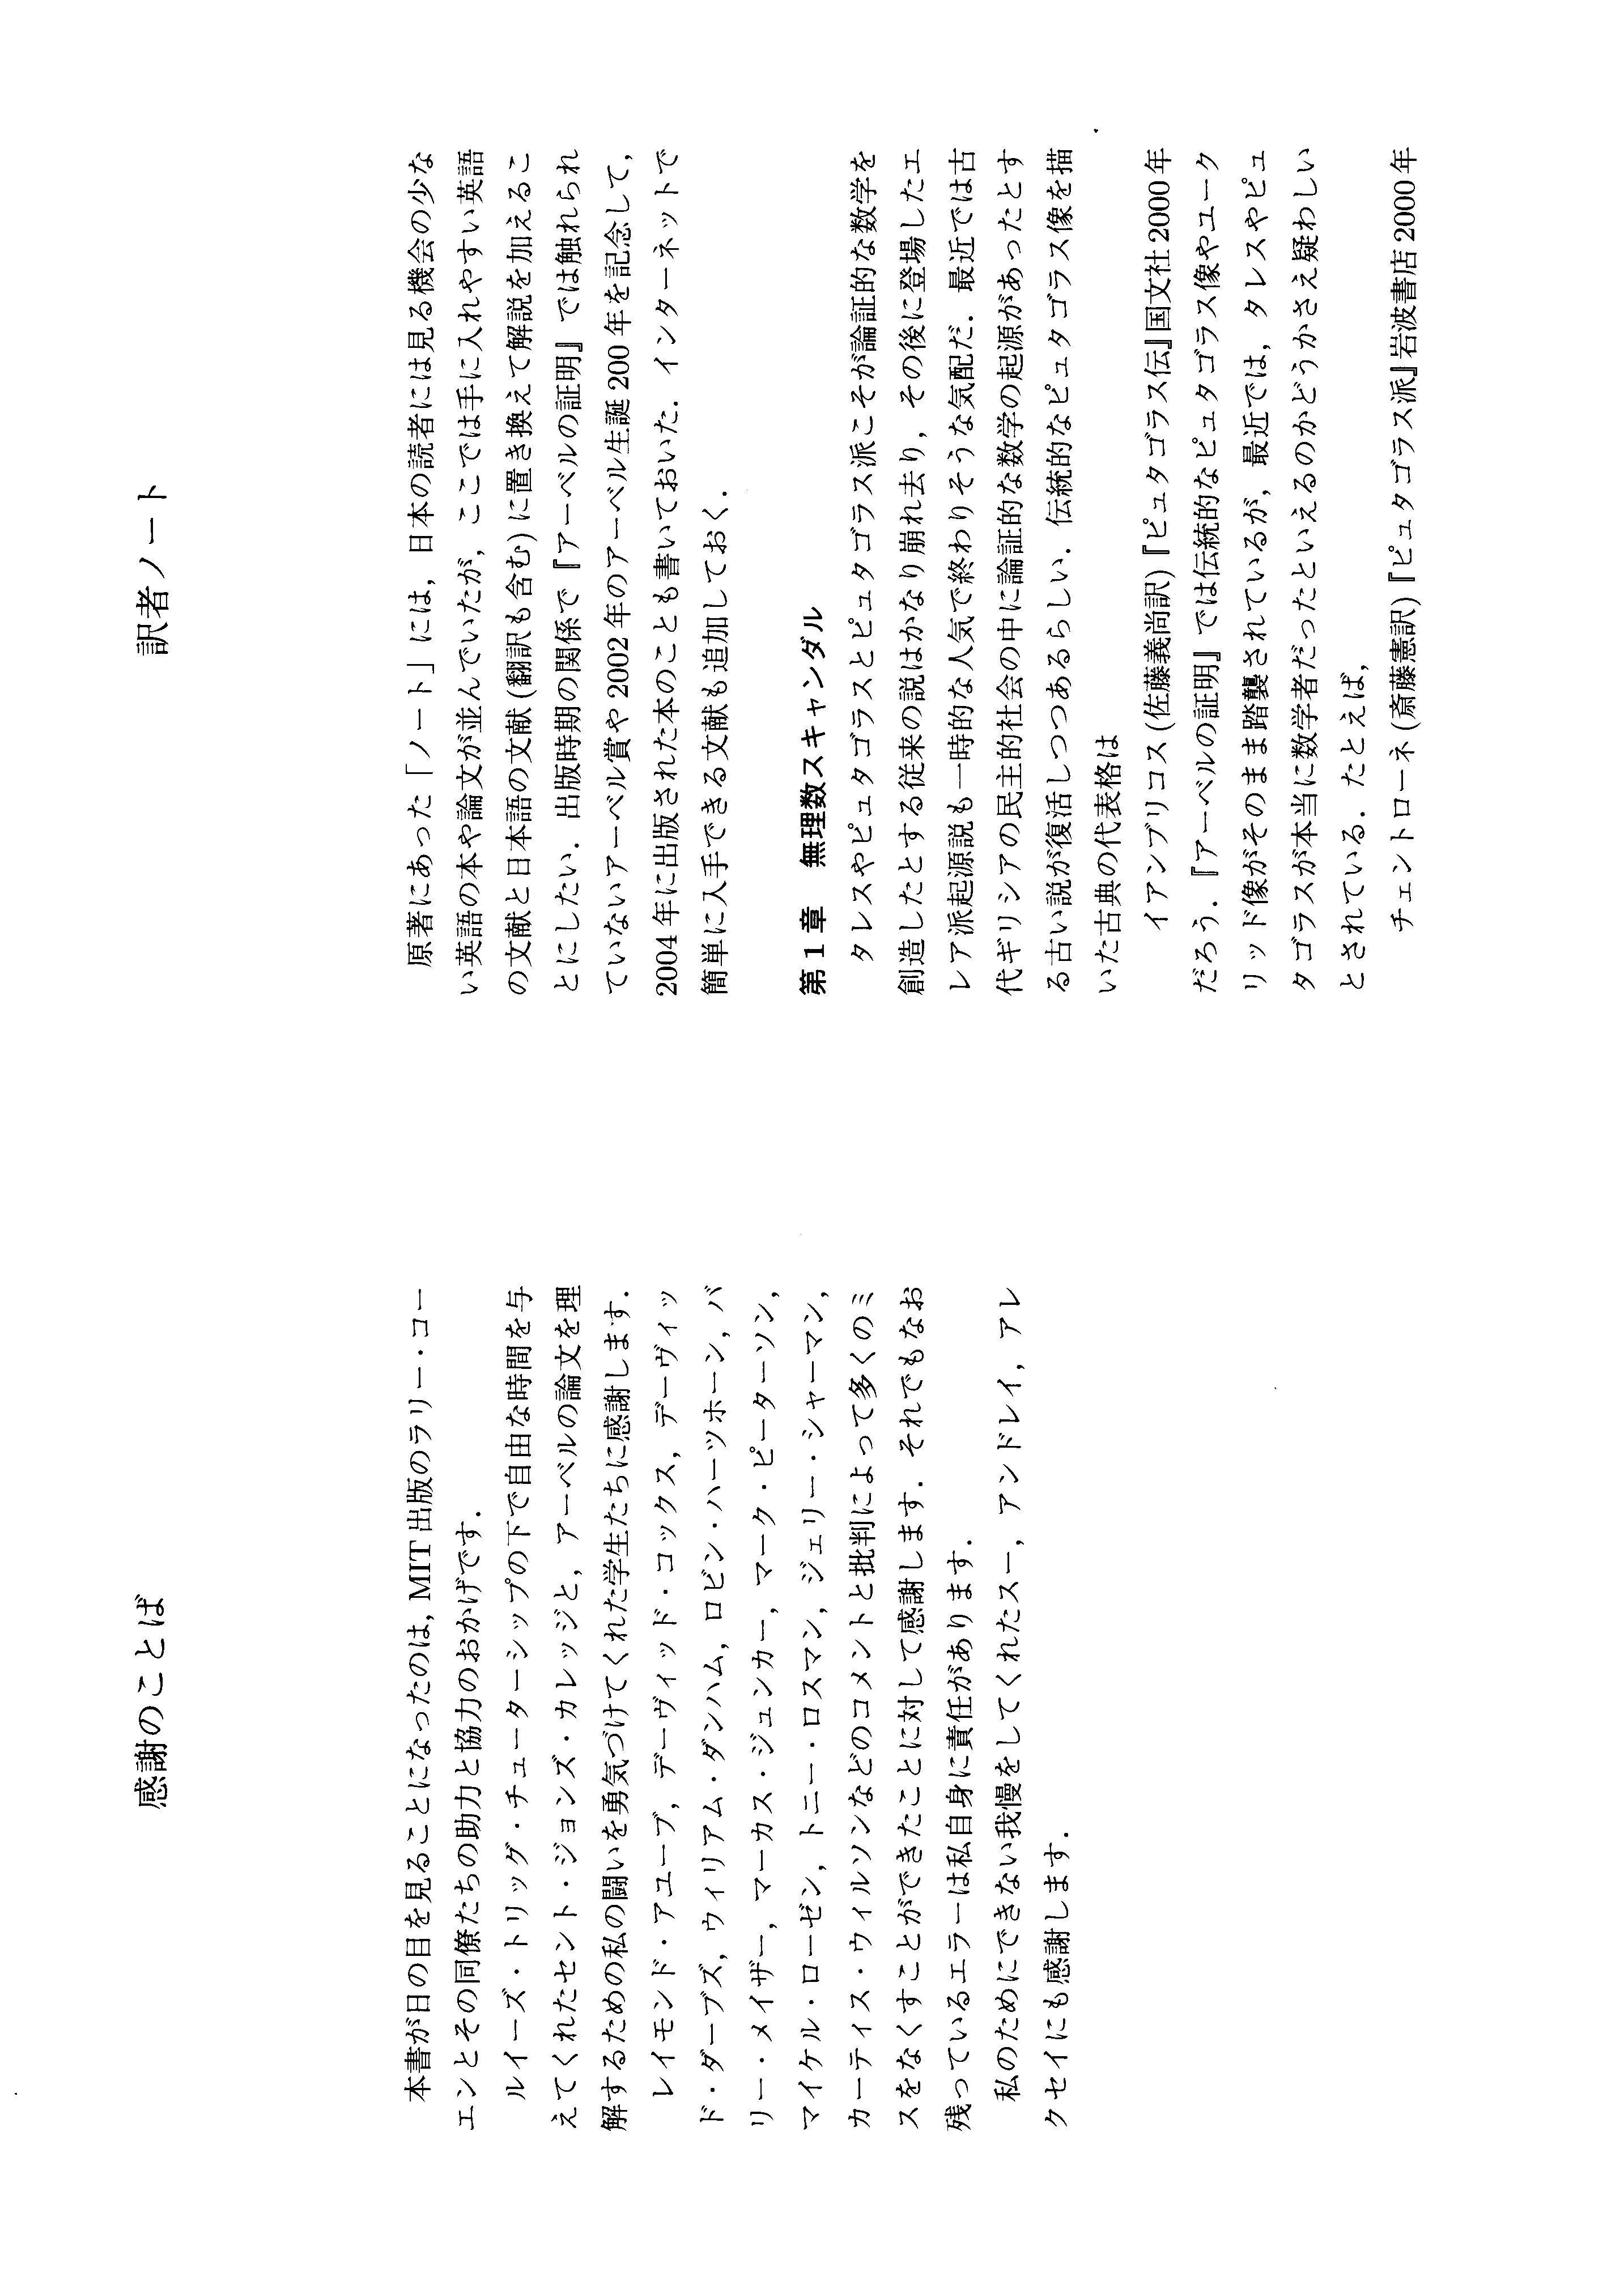 感謝のことば
本書が日の目を見ることになったのは, MIT 出版のラリー・コー
エンとその同僚たちの助力と協力のおかげです.
ルイーズ・トリッグ・チューターシップの下で自由な時間を与
えてくれたセント・ジョンズ・カレッジと, アーベルの論文を理
解するための私の闘いを勇気づけてくれた学生たちに感謝します.
レイモンド・アユーブ, デーヴィッド・コックス, デーヴィッ
ド・ダーブズ, ウィリアム・ダンハム, ロビン・ハーツホーン, バ
リー・メイザー, マーカス・ジュンカー, マーク・ピーターソン,
マイケル・ローゼン, トニー・ロスマン, ジェリー・シャーマン,
カーティス・ウィルソンなどのコメントと批判によって多くのミ
スをなくすことができたことに対して感謝します. それでもなお
残っているエラーは私自身に責任があります.
私のためにできない我慢をしてくれたスー, アンドレイ, アレ
クセイにも感謝します.
訳者ノート
原著にあった「ノート」には, 日本の読者には見る機会の少な
い英語の本や論文が並んでいたが, ここでは手に入れやすい英語
の文献と日本語の文献(翻訳も含む)に置き換えて解説を加えるこ
とにしたい. 出版時期の関係で『アーベルの証明』では触れられ
ていないアーベル賞や2002年のアーベル生誕200年を記念して,
2004年に出版された本のことも書いておいた. インターネットで
簡単に入手できる文献も追加しておく.
第1章 無理数スキャンダル
タレスやピュタゴラスとピュタゴラス派こそが論証的な数学を
創造したとする従来の説はかなり崩れ去り, その後に登場したエ
レア派起源説も一時的な人気で終わりそうな気配だ. 最近では古
代ギリシアの民主的社会の中に論証的な数学の起源があったとす
る古い説が復活しつつあるらしい. 伝統的なピュタゴラス像を描
いた古典の代表格は
イアンブリコス(佐藤義尚訳)『ピュタゴラス伝』国文社2000年
だろう.『アーベルの証明』では伝統的なピュタゴラス像やユーク
リッド像がそのまま踏襲されているが, 最近では, タレスやピュ
タゴラスが本当に数学者だったといえるのかどうかさえ疑わしい
とされている. たとえば,
チェントローネ(斎藤憲訳)『ピュタゴラス派』岩波書店2000年